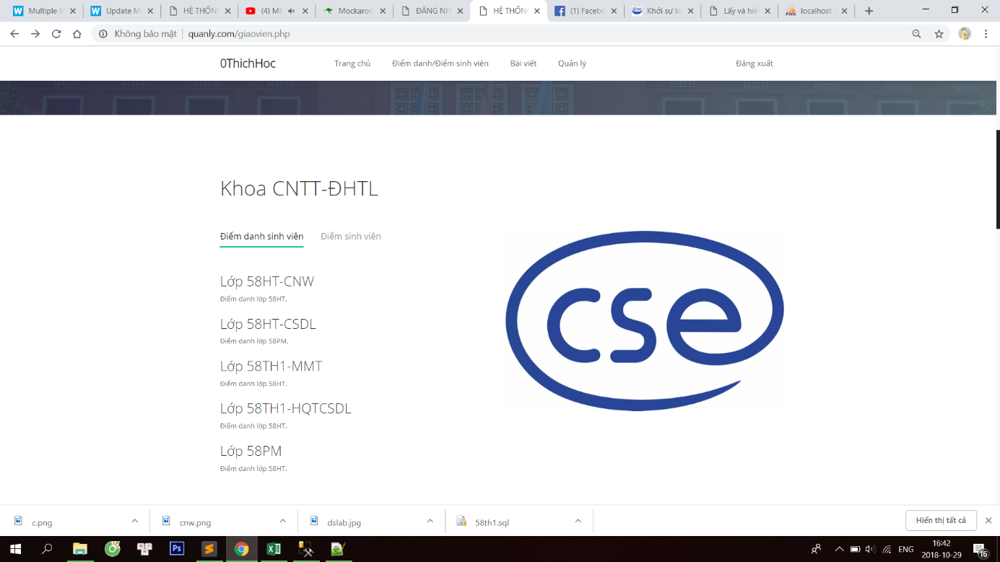 Multiple In
Update M
HỆ THỐNG
(4) MI
Mockaroo
ĐĂNG NH
HỆ THỐNG
(1) Facebo
Khởi sự ki
Lấy và hiể
localhost /
Không bảo mật
quanly.com/giaovien.php
0ThichHoc
Trang chủ
Điểm danh/Điểm sinh viên
Bài viết
Quản lý
Đăng xuất
Khoa CNTT-ĐHTL
Điểm danh sinh viên
Điểm sinh viên
Lớp 58HT-CNW
Điểm danh lớp 58HT.
Lớp 58HT-CSDL
Điểm danh lớp 58PM.
Lớp 58TH1-MMT
Điểm danh lớp 58HT.
Lớp 58TH1-HQTCSDL
Điểm danh lớp 58HT.
Lớp 58PM
Điểm danh lớp 58HT.
cse
c.png
cnw.png
dslab.jpg
58th1.sql
Hiển thị tất cả
Ps
ENG
16:42
2018-10-29
16